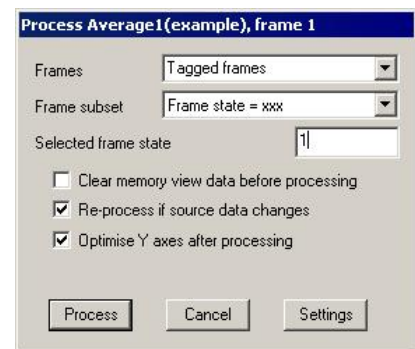 Process Average1(example), frame 1
Frames Tagged frames
Frame subset Frame state = xxx
Selected frame state 1
Clear memory view data before processing
Re-process if source data changes
Optimise Y axes after processing
Process Cancel Settings